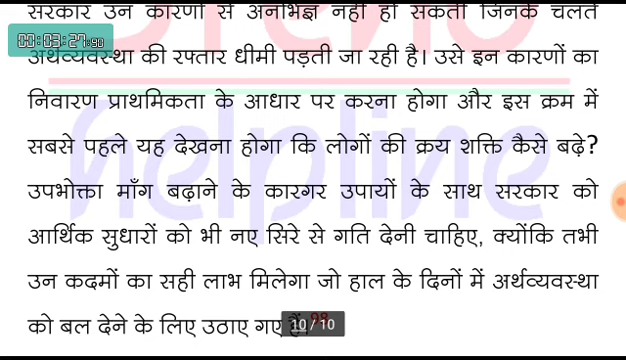 सरकार उन कारणों से अनभिज्ञ नहीं हो सकती जिनके चलते
00:03:27:90
अर्थव्यवस्था की रफ्तार धीमी पड़ती जा रही है। उसे इन कारणों का
निवारण प्राथमिकता के आधार पर करना होगा और इस क्रम में
सबसे पहले यह देखना होगा कि लोगों की क्रय शक्ति कैसे बढ़े?
helpline
उपभोक्ता माँग बढ़ाने के कारगर उपायों के साथ सरकार को
आर्थिक सुधारों को भी नए सिरे से गति देनी चाहिए, क्योंकि तभी
उन कदमों का सही लाभ मिलेगा जो हाल के दिनों में अर्थव्यवस्था
को बल देने के लिए उठाए गए हैं।
10 / 10